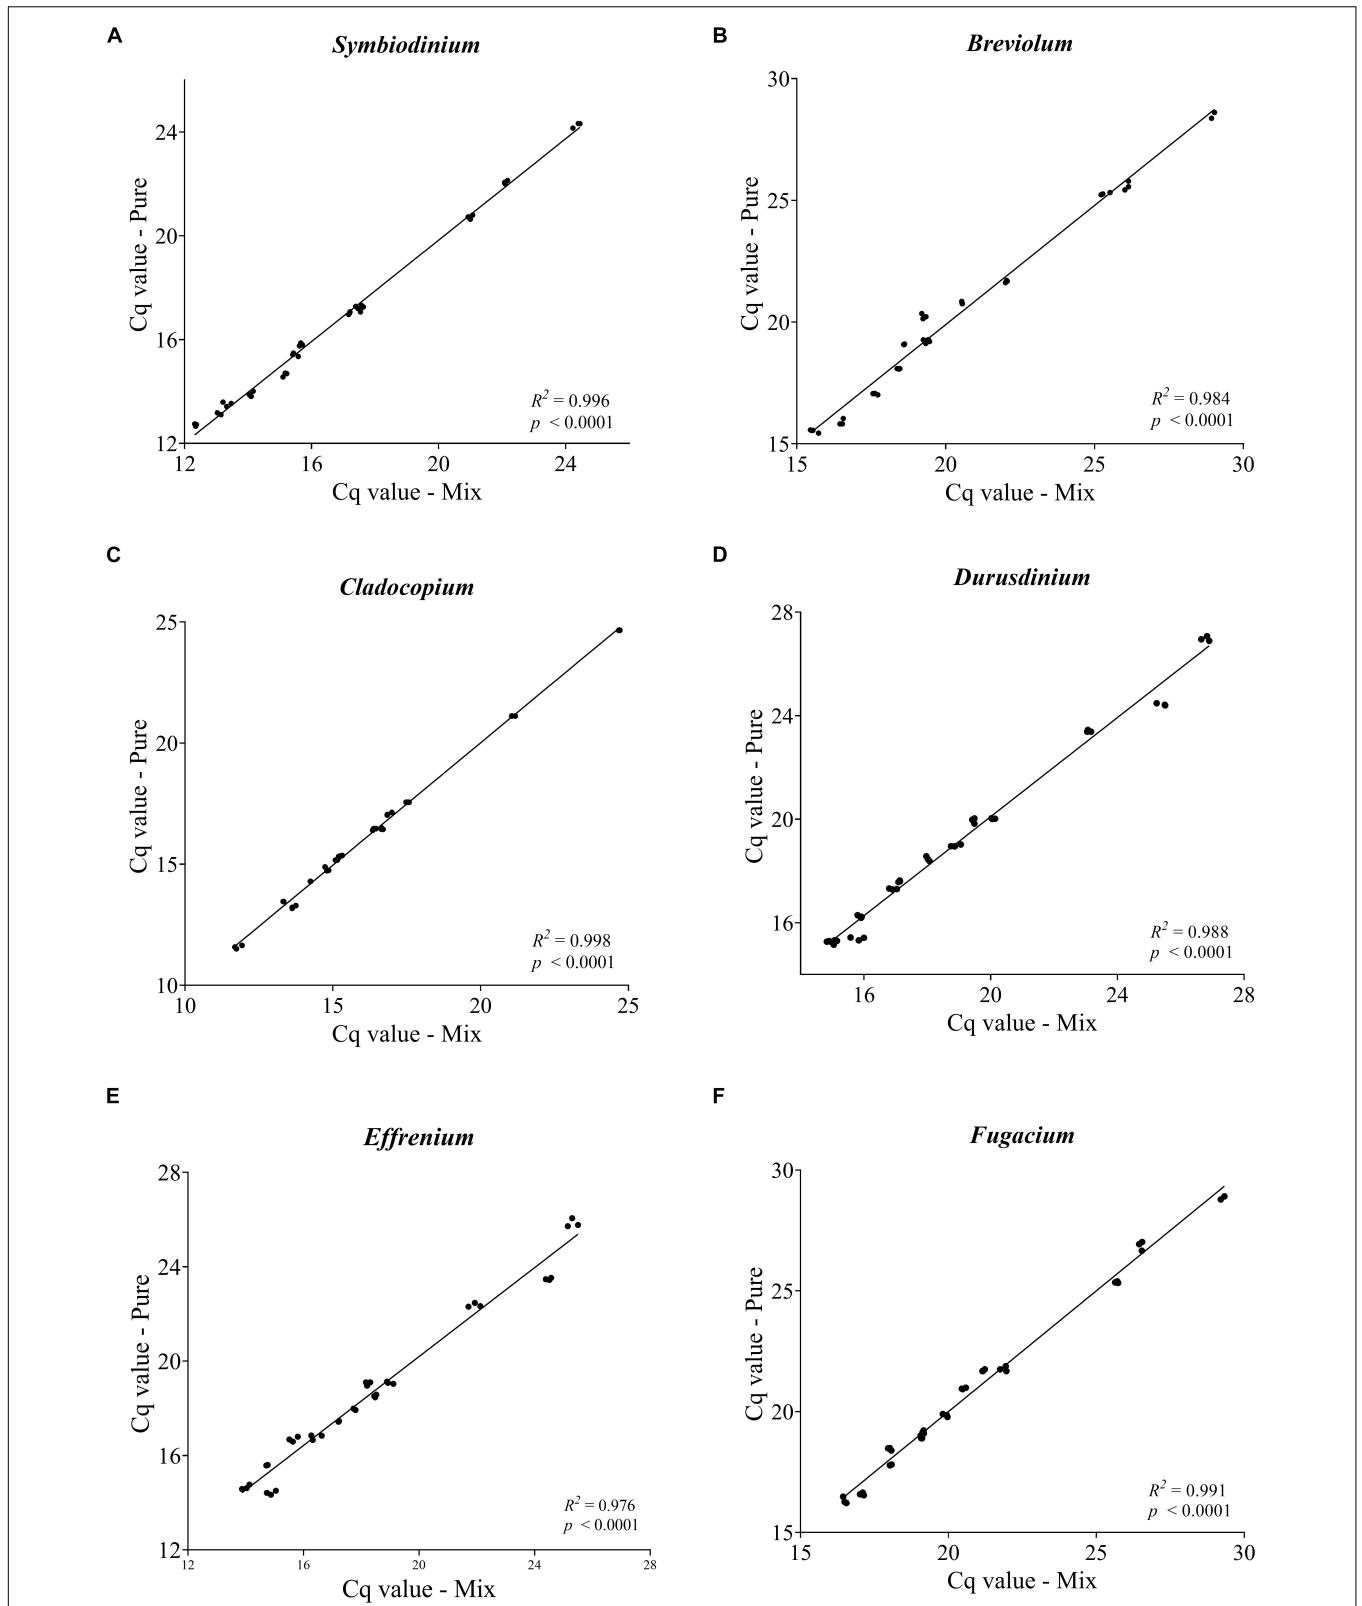 A
Symbiodinium
24
20
16
12
12
16
20
24
Cq value - Pure
Cq value - Mix
R² = 0.996
p < 0.0001
B
Breviolum
30
25
20
15
15
20
25
30
Cq value - Pure
Cq value - Mix
R² = 0.984
p < 0.0001
C
Cladocopium
25
20
15
10
10
15
20
25
Cq value - Pure
Cq value - Mix
R² = 0.998
p < 0.0001
D
Durusdinium
28
24
20
16
16
20
24
28
Cq value - Pure
Cq value - Mix
R² = 0.988
p < 0.0001
E
Effrenium
28
24
20
16
12
12
16
20
24
28
Cq value - Pure
Cq value - Mix
R² = 0.976
p < 0.0001
F
Fugacium
30
25
20
15
15
20
25
30
Cq value - Pure
Cq value - Mix
R² = 0.991
p < 0.0001